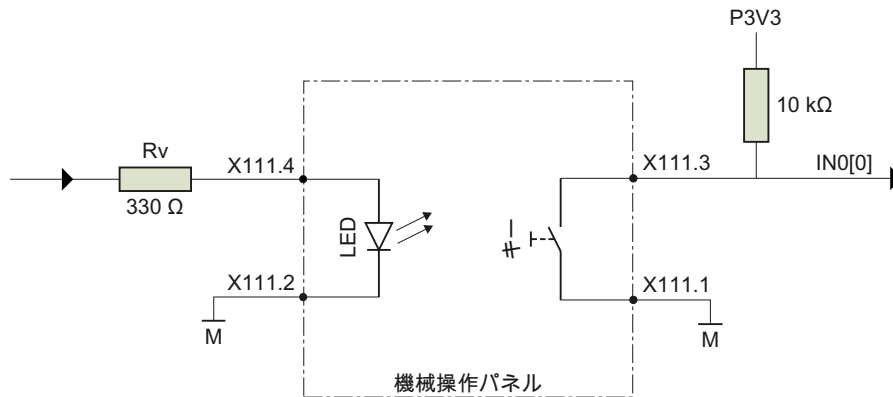 P3V3
10 kΩ
Rv
330 Ω
X111.4
X111.3
IN0[0]
LED
キー
X111.2
M
X111.1
M
機械操作パネル